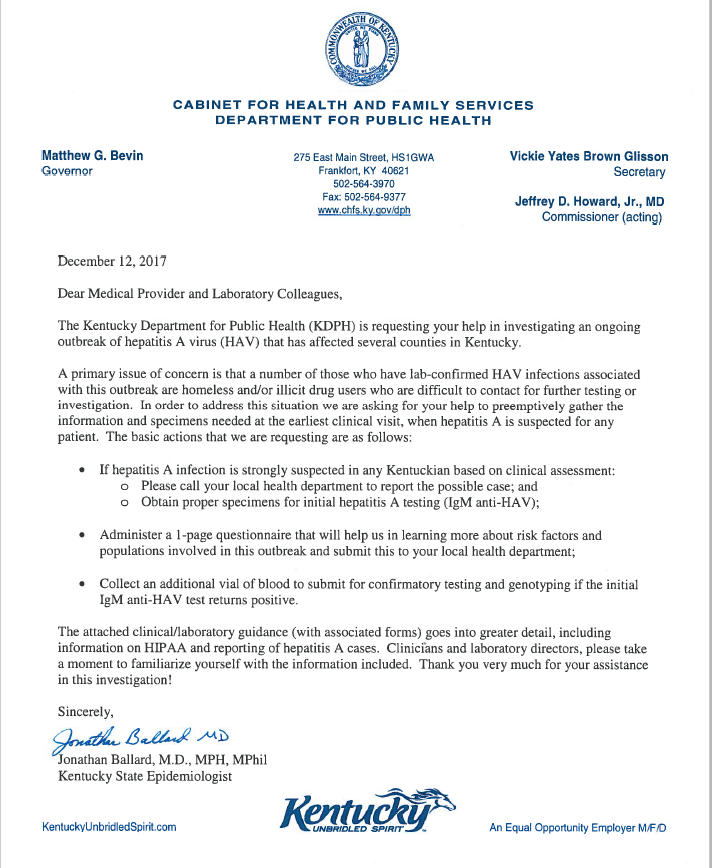 COMMONWEALTH OF KENTUCKY
CABINET FOR HEALTH AND FAMILY SERVICES
DEPARTMENT FOR PUBLIC HEALTH
Matthew G. Bevin
Governor
275 East Main Street, HS1GWA
Frankfort, KY 40621
502-564-3970
Fax: 502-564-9377
www.chfs.ky.gov/dph
Vickie Yates Brown Glisson
Secretary
Jeffrey D. Howard, Jr., MD
Commissioner (acting)
December 12, 2017
Dear Medical Provider and Laboratory Colleagues,
The Kentucky Department for Public Health (KDPH) is requesting your help in investigating an ongoing
outbreak of hepatitis A virus (HAV) that has affected several counties in Kentucky.
A primary issue of concern is that a number of those who have lab-confirmed HAV infections associated
with this outbreak are homeless and/or illicit drug users who are difficult to contact for further testing or
investigation. In order to address this situation we are asking for your help to preemptively gather the
information and specimens needed at the earliest clinical visit, when hepatitis A is suspected for any
patient. The basic actions that we are requesting are as follows:
• If hepatitis A infection is strongly suspected in any Kentuckian based on clinical assessment:
o Please call your local health department to report the possible case; and
o Obtain proper specimens for initial hepatitis A testing (IgM anti-HAV);
• Administer a 1-page questionnaire that will help us in learning more about risk factors and
populations involved in this outbreak and submit this to your local health department;
• Collect an additional vial of blood to submit for confirmatory testing and genotyping if the initial
IgM anti-HAV test returns positive.
The attached clinical/laboratory guidance (with associated forms) goes into greater detail, including
information on HIPAA and reporting of hepatitis A cases. Clinicians and laboratory directors, please take
a moment to familiarize yourself with the information included. Thank you very much for your assistance
in this investigation!
Sincerely,
Jonathan Ballard MD
Jonathan Ballard, M.D., MPH, MPhil
Kentucky State Epidemiologist
KentuckyUnbridledSpirit.com
Kentucky
UNBRIDLED SPIRIT
An Equal Opportunity Employer M/F/D